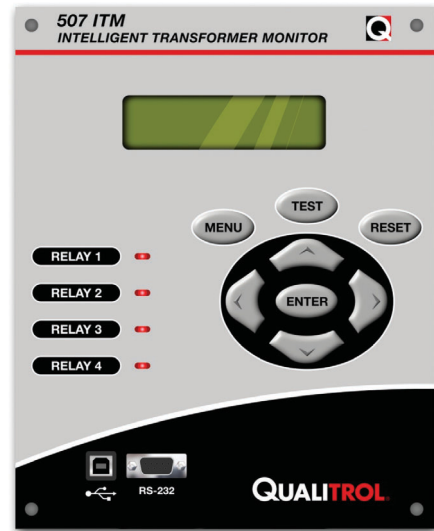 507 ITM
INTELLIGENT TRANSFORMER MONITOR
Q
TEST
MENU
RESET
RELAY 1
RELAY 2
ENTER
RELAY 3
RELAY 4
RS-232
QUALITROL